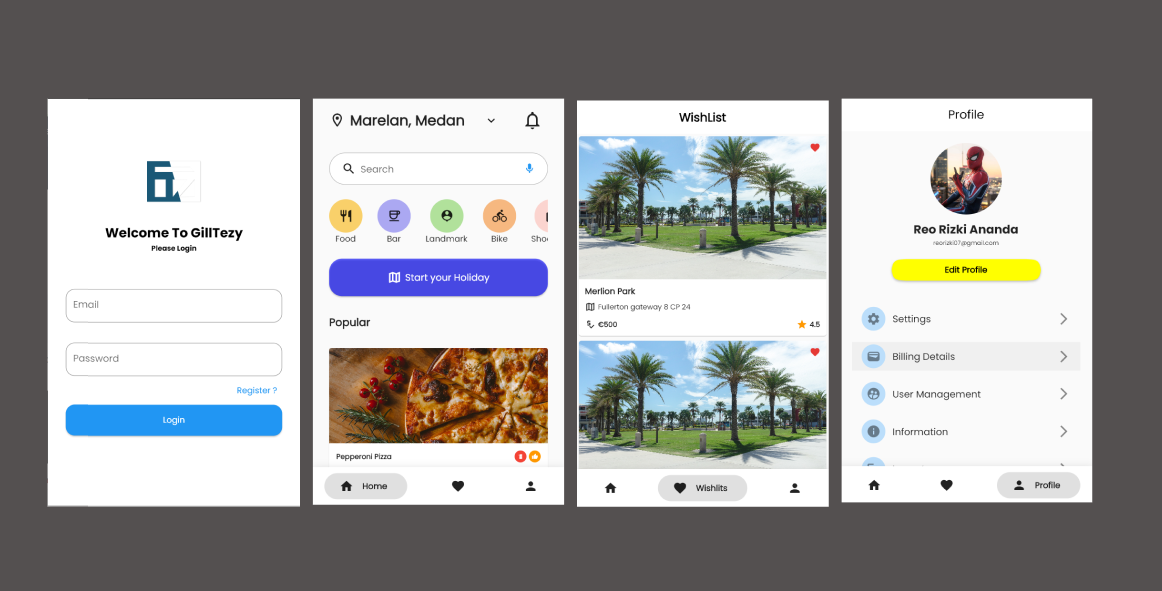 Welcome To GillTezy
Please Login
Email
Password
Register ?
Login
Marelan, Medan
Search
Food
Bar
Landmark
Bike
Sho
Start your Holiday
Popular
Pepperoni Pizza
Home
WishList
Merlion Park
Fullerton gateway 8 CP 24
€500
4.5
Wishlits
Profile
Reo Rizki Ananda
reorizki07@gmail.com
Edit Profile
Settings
Billing Details
User Management
Information
Profile